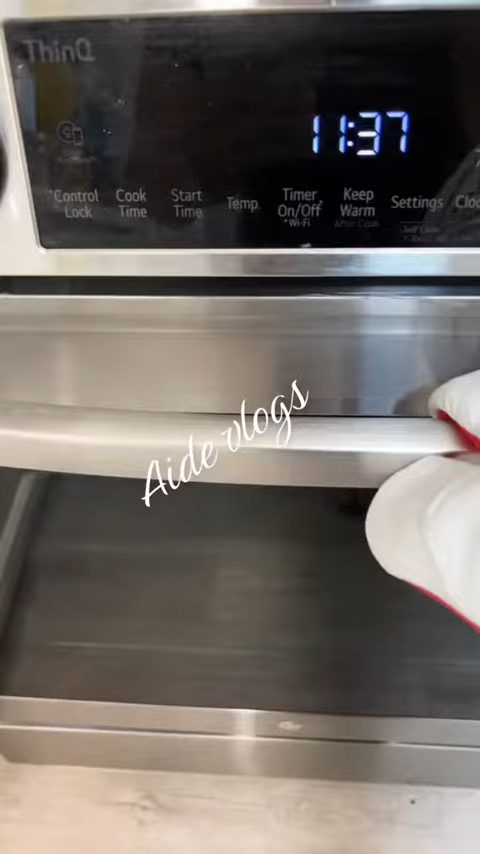 ThinQ
11:37
*Control Lock
Cook Time
Start Time
Temp.
Timer On/Off
*Wi-Fi
Keep Warm
After Cook
Settings
Aide vlogs